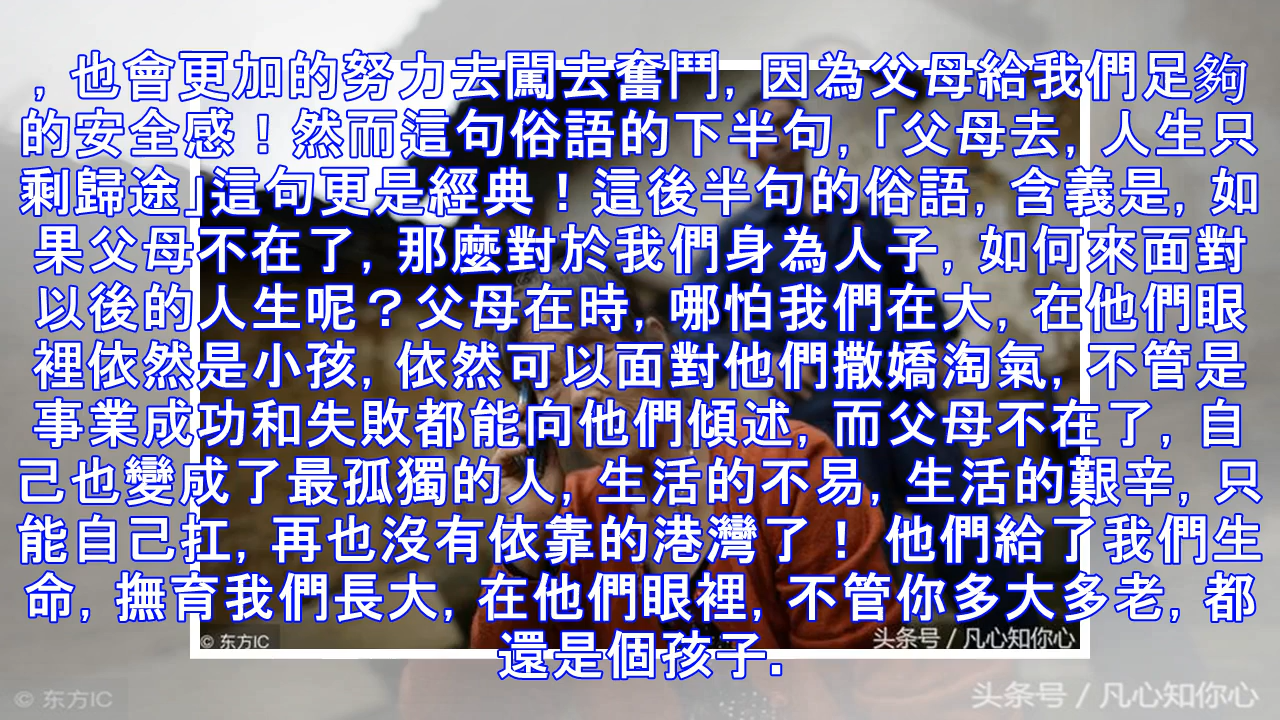 , 也會更加的努力去闖去奮鬥, 因為父母給我們足夠
的安全感！然而這句俗語的下半句,「父母去, 人生只
剩歸途」這句更是經典！這後半句的俗語, 含義是, 如
果父母不在了, 那麼對於我們身為人子, 如何來面對
以後的人生呢？父母在時, 哪怕我們在大, 在他們眼
裡依然是小孩, 依然可以面對他們撒嬌淘氣, 不管是
事業成功和失敗都能向他們傾述, 而父母不在了, 自
己也變成了最孤獨的人, 生活的不易, 生活的艱辛, 只
能自己扛, 再也沒有依靠的港灣了！ 他們給了我們生
命, 撫育我們長大, 在他們眼裡, 不管你多大多老, 都
還是個孩子.
© 东方IC
头条号 / 凡心知你心
© 东方IC
头条号 / 凡心知你心